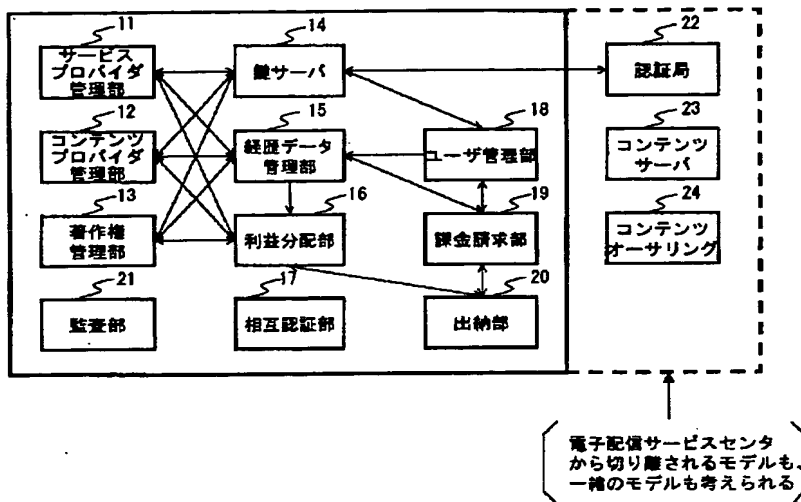 11
サービス
プロバイダ
管理部
14
鍵サーバ
22
認証局
12
コンテンツ
プロバイダ
管理部
15
経歴データ
管理部
18
ユーザ管理部
23
コンテンツ
サーバ
13
著作権
管理部
16
利益分配部
19
課金請求部
24
コンテンツ
オーサリング
21
監査部
17
相互認証部
20
出納部
電子配信サービスセンタ
から切り離されるモデルも、
一緒のモデルも考えられる